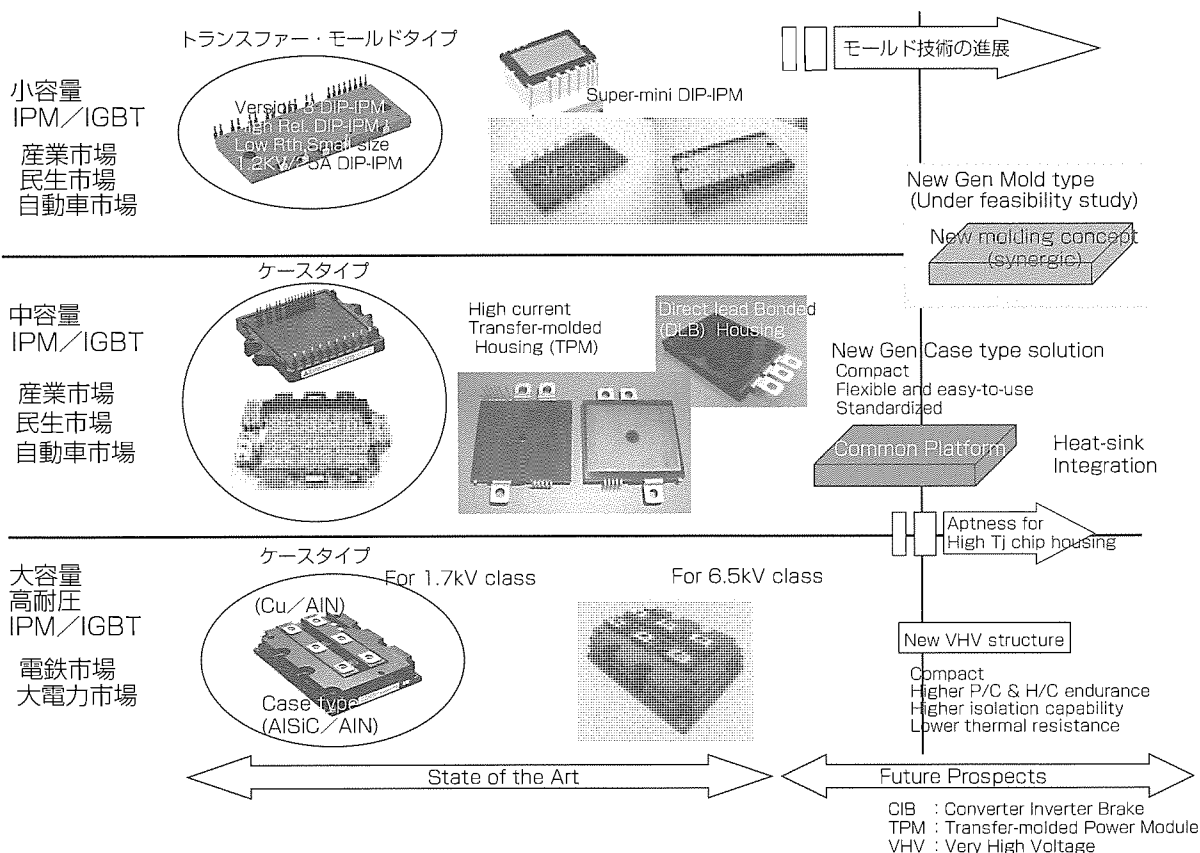 トランスファー・モールドタイプ
モールド技術の進展
小容量
IPM/IGBT
産業市場
民生市場
自動車市場
Version 3 DIP-IPM
High Rel. DIP-IPM
Low Rth,Small size
DIP-IPM
Super-mini DIP-IPM
New Gen Mold type
(Under feasibility study)
New molding concept
(synergic)
ケースタイプ
中容量
IPM/IGBT
産業市場
民生市場
自動車市場
High current
Transfer-molded
Housing (TPM)
Direct lead Bonded
(DLB) Housing
New Gen Case type solution
Compact
Flexible and easy-to-use
Standardized
Common Platform
Heat-sink
Integration
Aptness for
High Tj chip housing
ケースタイプ
大容量
高耐圧
IPM/IGBT
電鉄市場
大電力市場
For 1.7kV class
(Cu/AlN)
Case type
(AlSiC/AlN)
For 6.5kV class
New VHV structure
Compact
Higher P/C & H/C endurance
Higher isolation capability
Lower thermal resistance
State of the Art
Future Prospects
CIB : Converter Inverter Brake
TPM : Transfer-molded Power Module
VHV : Very High Voltage